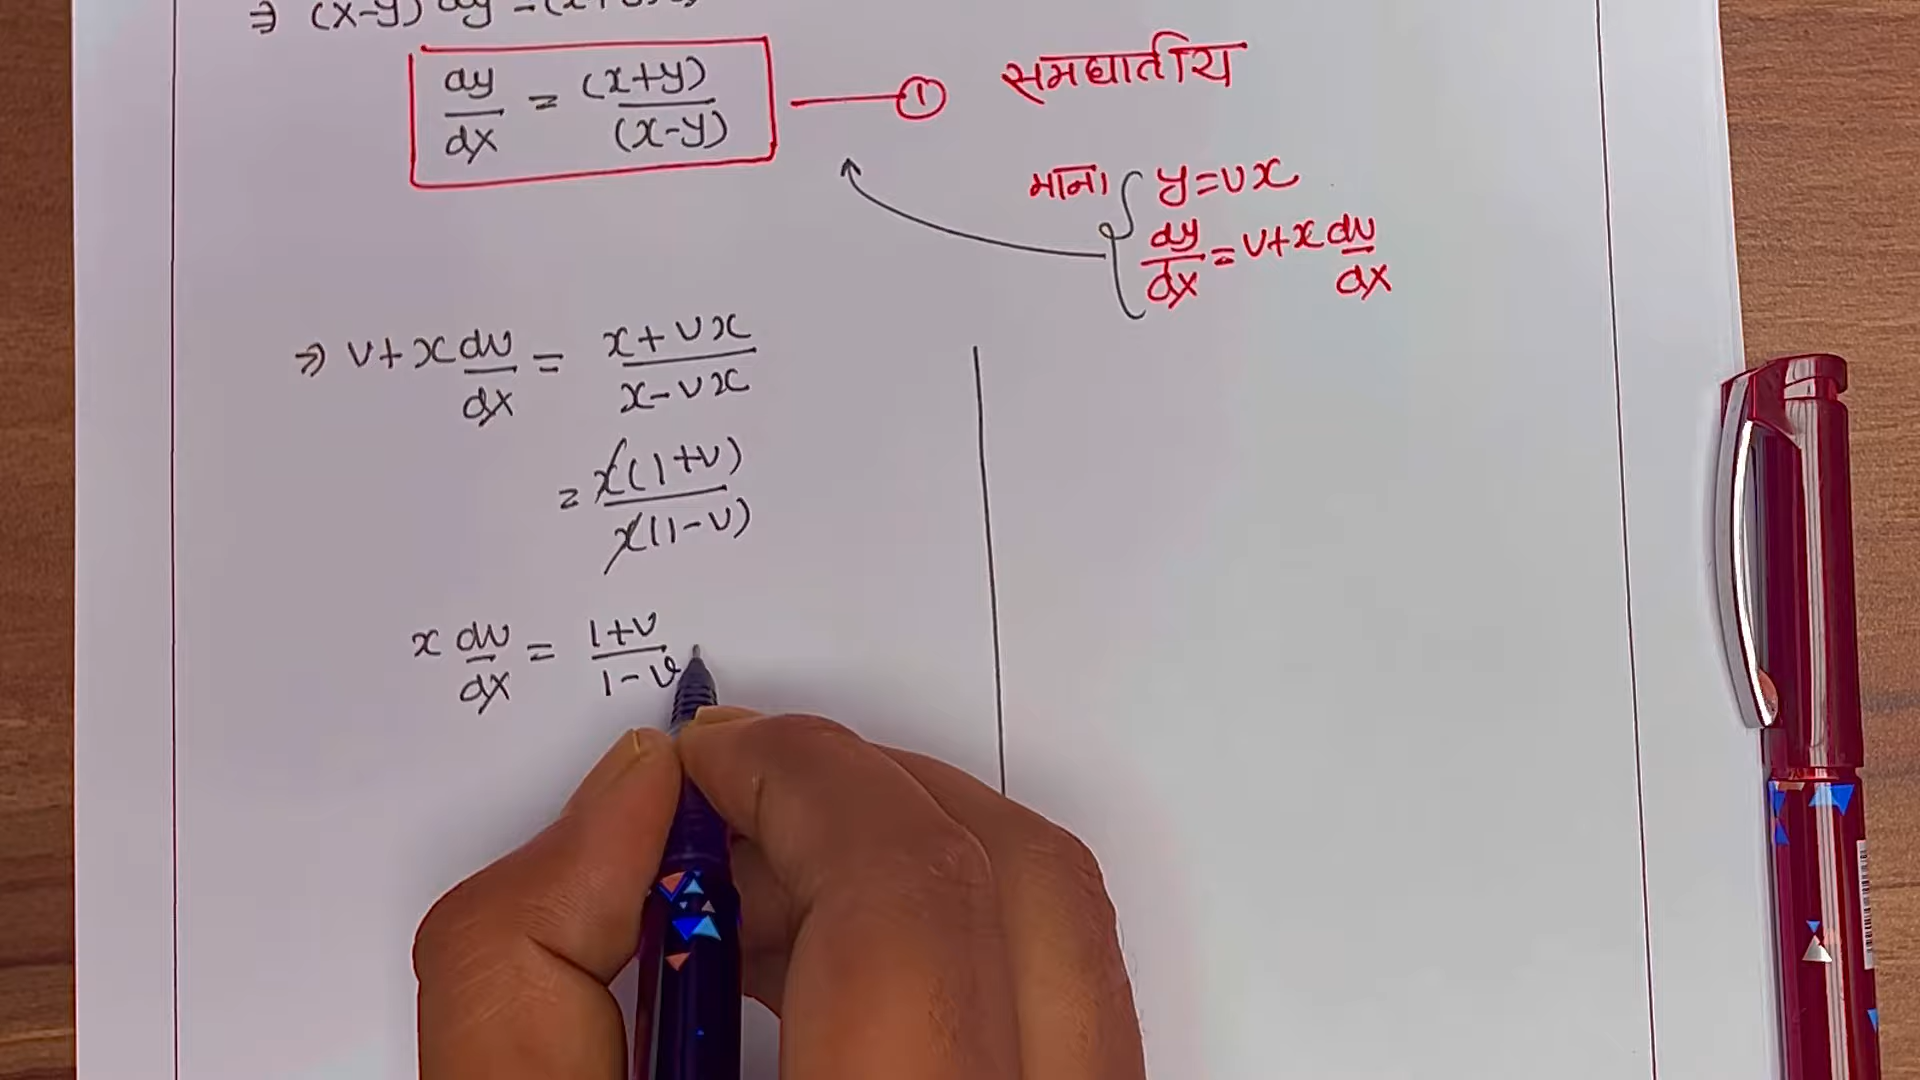 ⇒ (x-y) dy = (x+
dy/dx = (x+y)/(x-y) —— ① समघातीय
माना { y=vx
dy/dx = v+x dv/dx
⇒ v+x dv/dx = x+vx/x-vx
= x(1+v)/x(1-v)
x dv/dx = 1+v/1-v